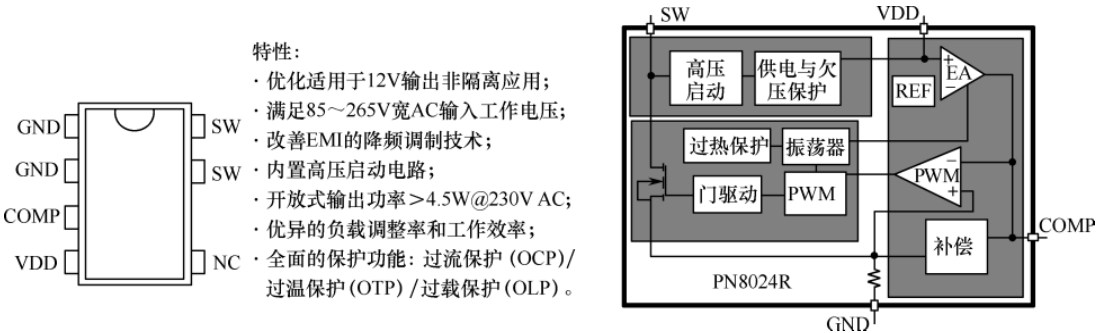 GND
GND
COMP
VDD
SW
SW
NC
特性：
·优化适用于12V输出非隔离应用；
·满足85～265V宽AC输入工作电压；
·改善EMI的降频调制技术；
·内置高压启动电路；
·开放式输出功率＞4.5W@230V AC；
·优异的负载调整率和工作效率；
·全面的保护功能：过流保护(OCP)/
过温保护(OTP)/过载保护(OLP)。
SW
VDD
高压
启动
供电与欠
压保护
+
EA
−
REF
过热保护
振荡器
门驱动
PWM
−
PWM
+
补偿
COMP
PN8024R
GND